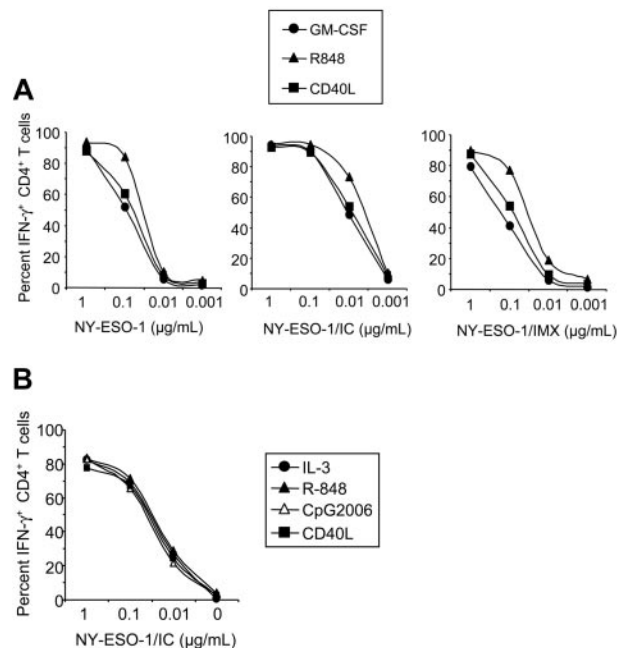 GM-CSF
R848
CD40L
A
Percent IFN-γ⁺ CD4⁺ T cells
100
80
60
40
20
0
1 0.1 0.01 0.001
NY-ESO-1 (μg/mL)
100
80
60
40
20
0
1 0.1 0.01 0.001
NY-ESO-1/IC (μg/mL)
100
80
60
40
20
0
1 0.1 0.01 0.001
NY-ESO-1/IMX (μg/mL)
B
Percent IFN-γ⁺ CD4⁺ T cells
100
80
60
40
20
0
1 0.1 0.01 0
NY-ESO-1/IC (μg/mL)
IL-3
R-848
CpG2006
CD40L